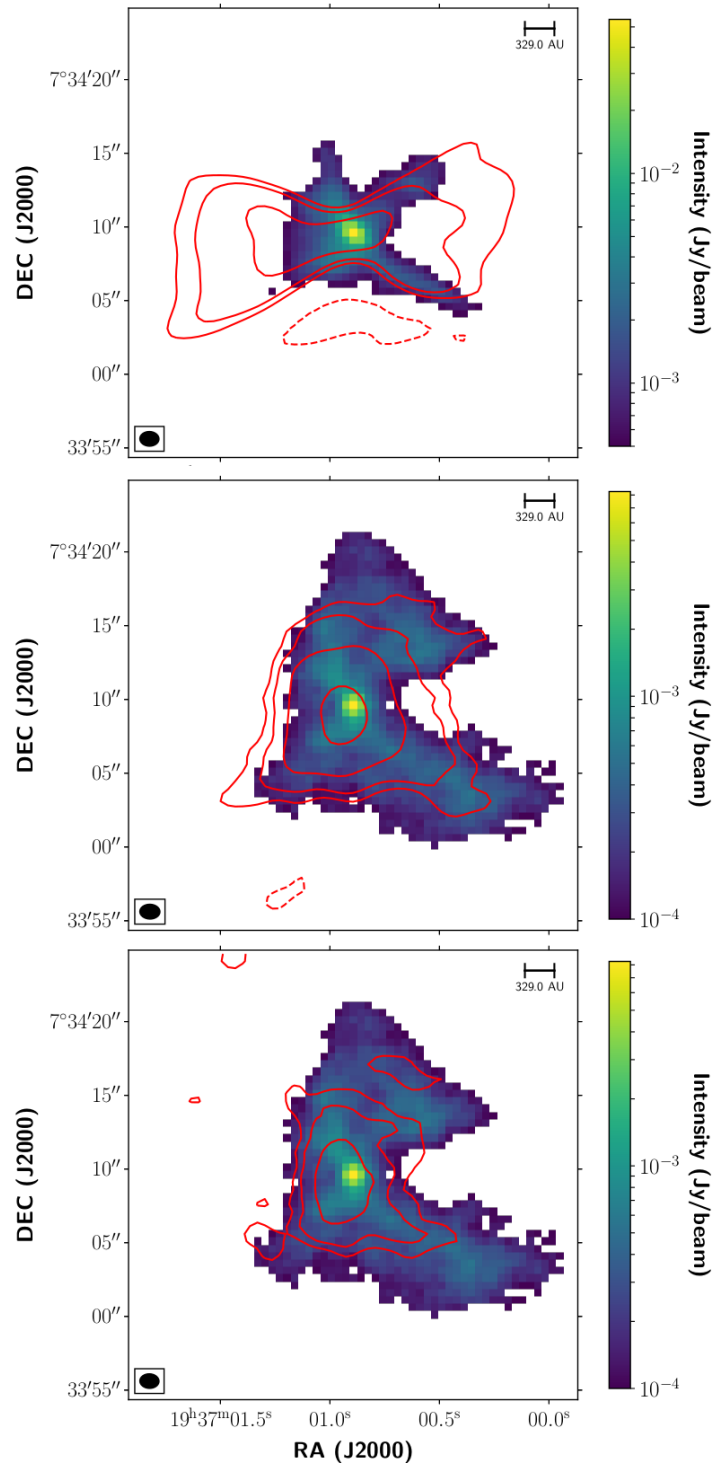 329.0 AU
7°34′20″
15″
10″
05″
00″
33′55″
DEC (J2000)
10⁻²
10⁻³
Intensity (Jy/beam)
329.0 AU
7°34′20″
15″
10″
05″
00″
33′55″
DEC (J2000)
10⁻³
10⁻⁴
Intensity (Jy/beam)
329.0 AU
7°34′20″
15″
10″
05″
00″
33′55″
DEC (J2000)
10⁻³
10⁻⁴
Intensity (Jy/beam)
19ʰ37ᵐ01.5ˢ 01.0ˢ 00.5ˢ 00.0ˢ
RA (J2000)